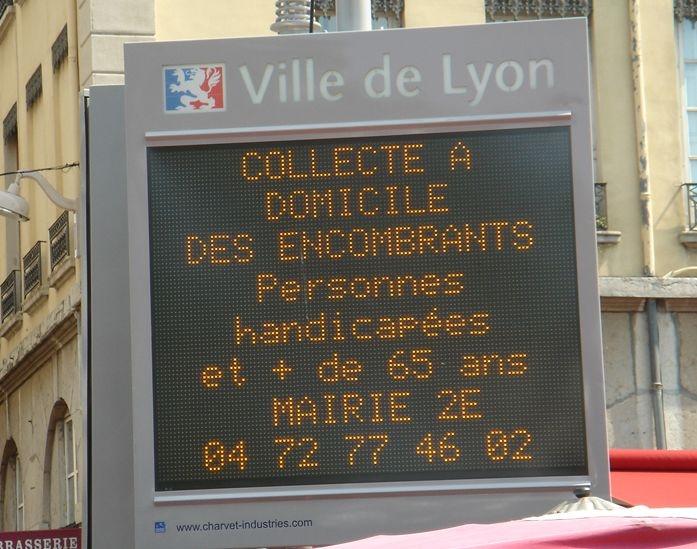 Ville de Lyon
COLLECTE A
DOMICILE
DES ENCOMBRANTS
Personnes
handicapées
et + de 65 ans
MAIRIE 2E
04 72 77 46 02
www.charvet-industries.com
BRASSERIE